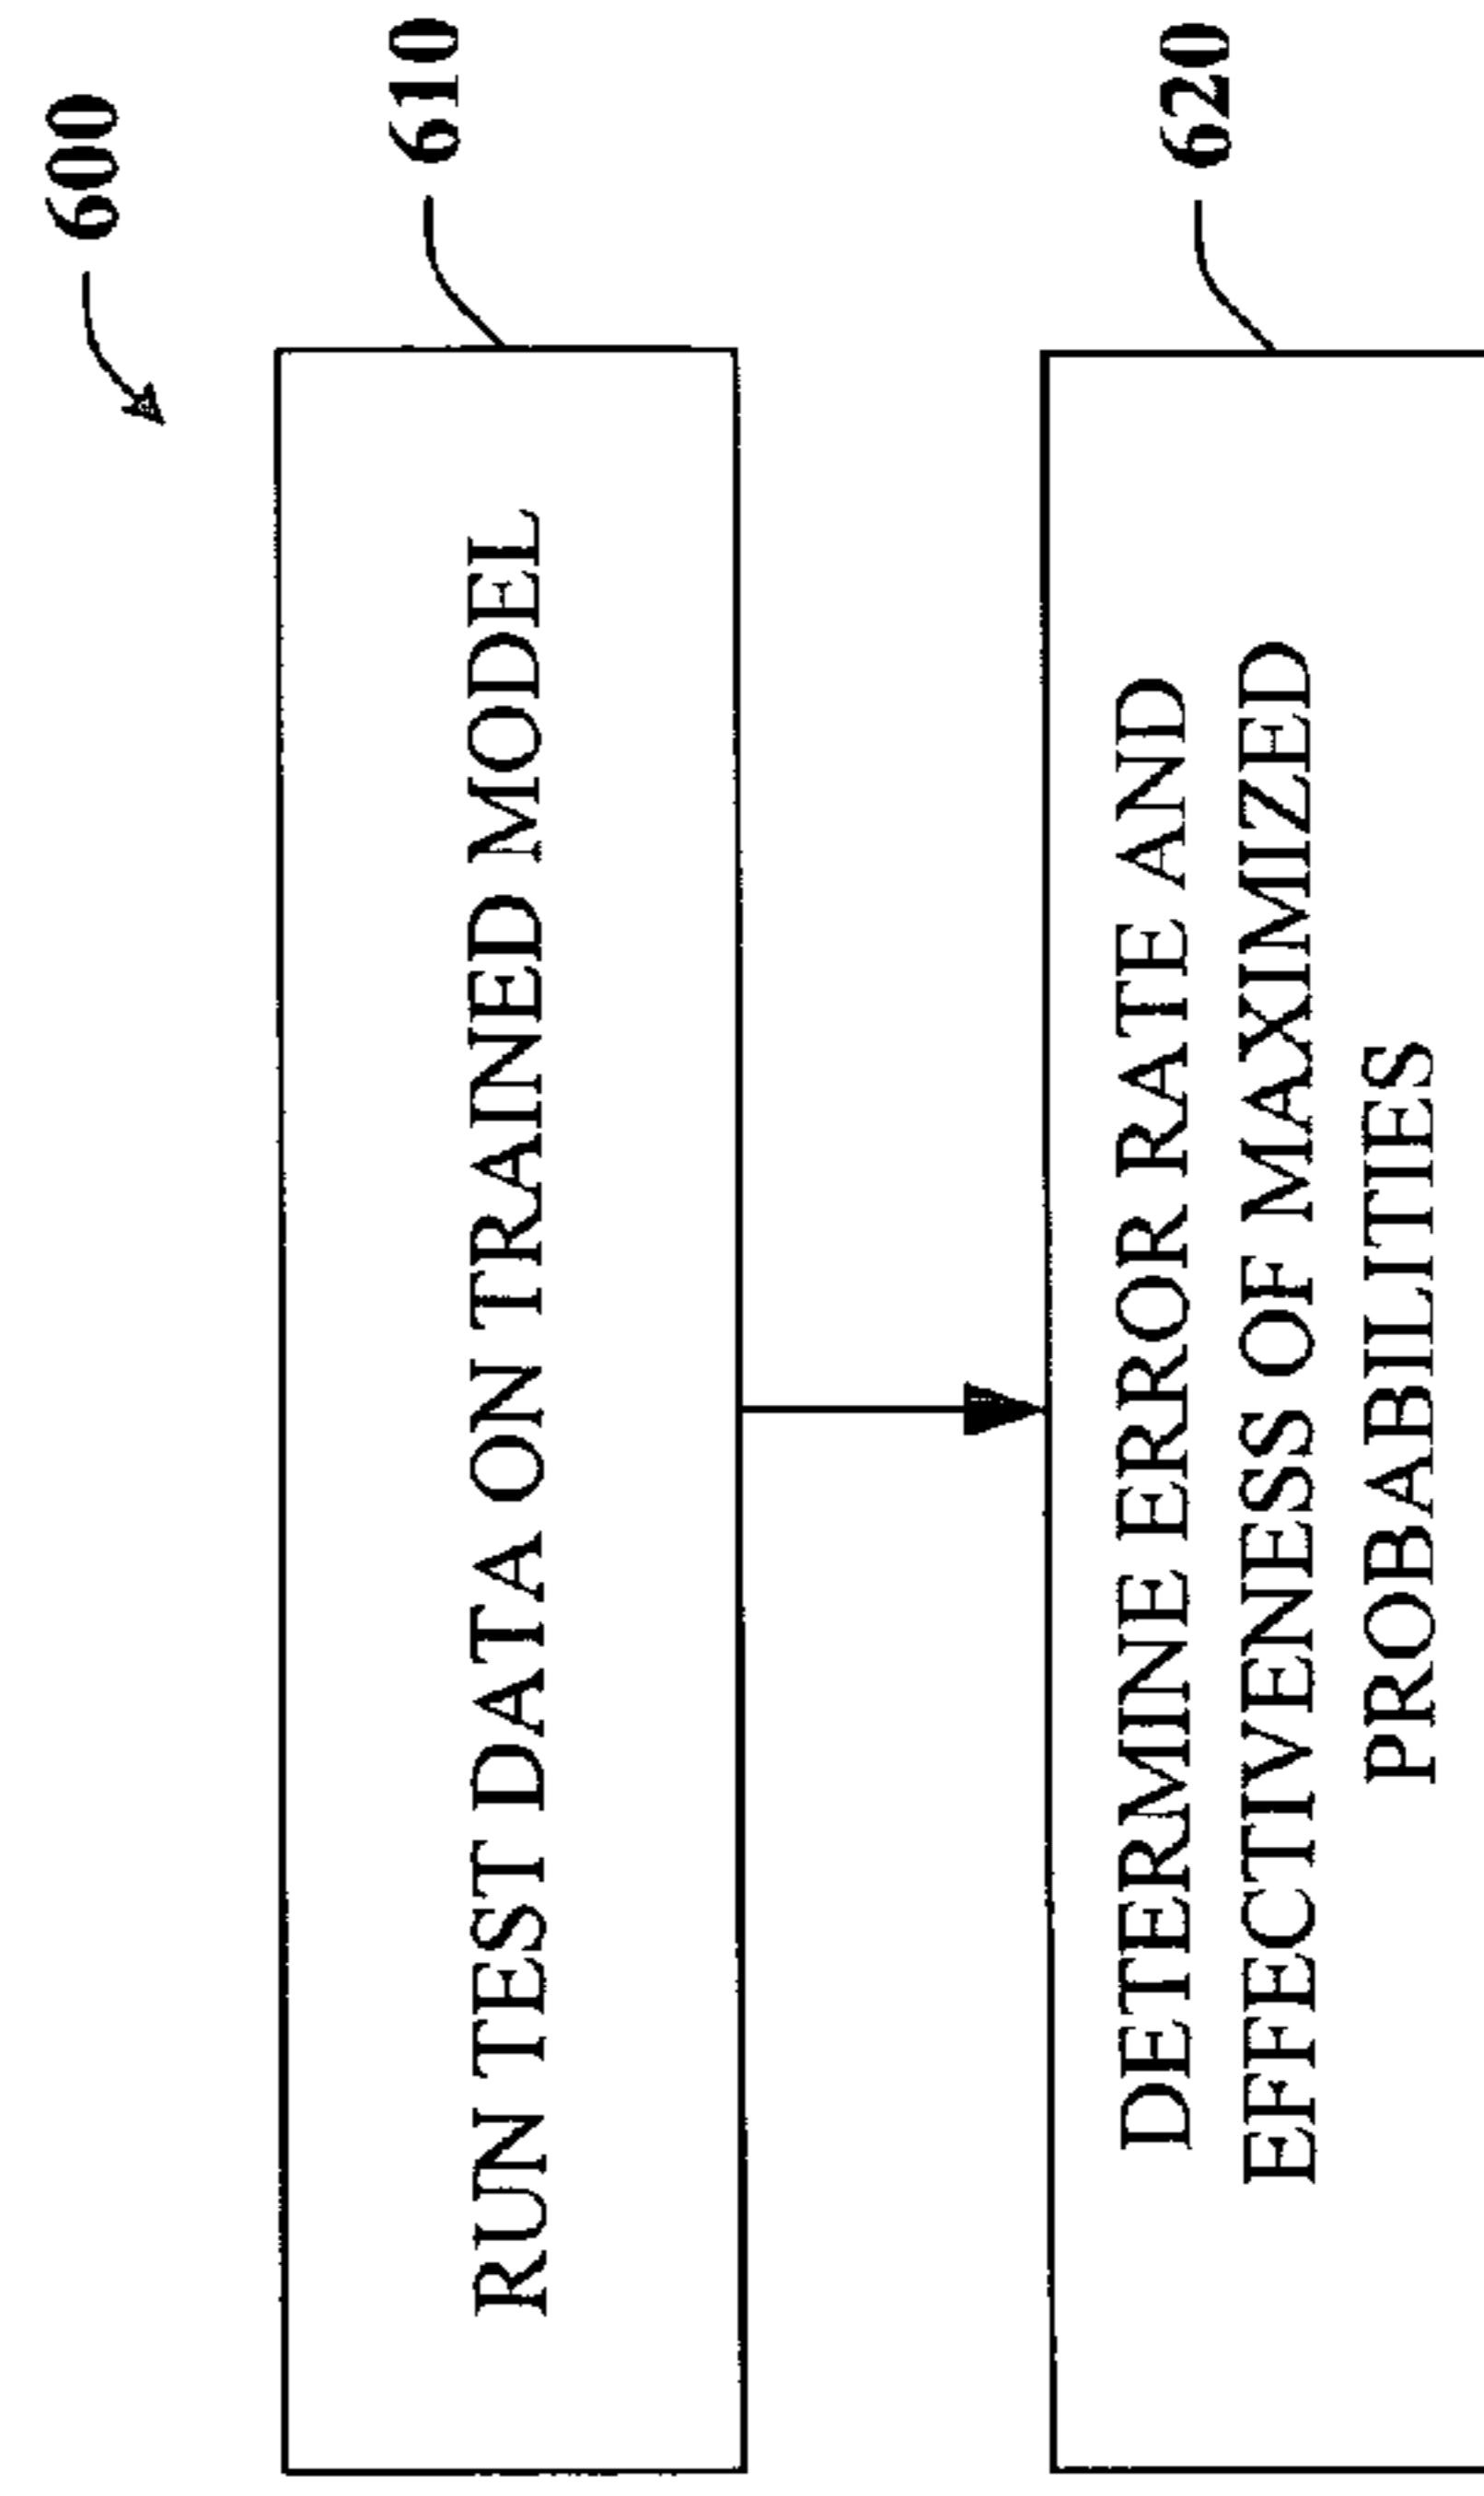 600
610
RUN TEST DATA ON TRAINED MODEL
620
DETERMINE ERROR RATE AND
EFFECTIVENESS OF MAXIMIZED
PROBABILITIES